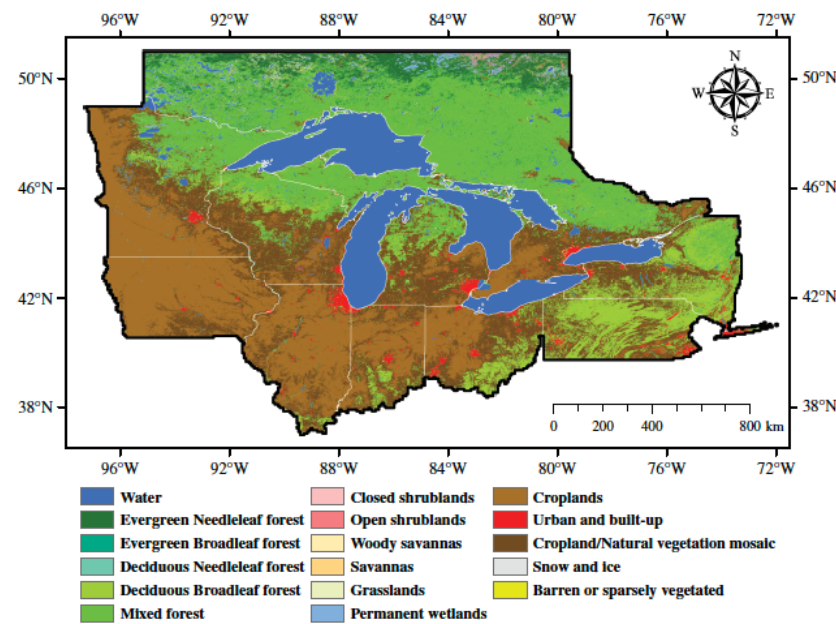 96°W 92°W 88°W 84°W 80°W 76°W 72°W
N
W E
S
50°N 50°N
46°N 46°N
42°N 42°N
38°N 38°N
0 200 400 800 km
96°W 92°W 88°W 84°W 80°W 76°W 72°W
Water
Evergreen Needleleaf forest
Evergreen Broadleaf forest
Deciduous Needleleaf forest
Deciduous Broadleaf forest
Mixed forest
Closed shrublands
Open shrublands
Woody savannas
Savannas
Grasslands
Permanent wetlands
Croplands
Urban and built-up
Cropland/Natural vegetation mosaic
Snow and ice
Barren or sparsely vegetated